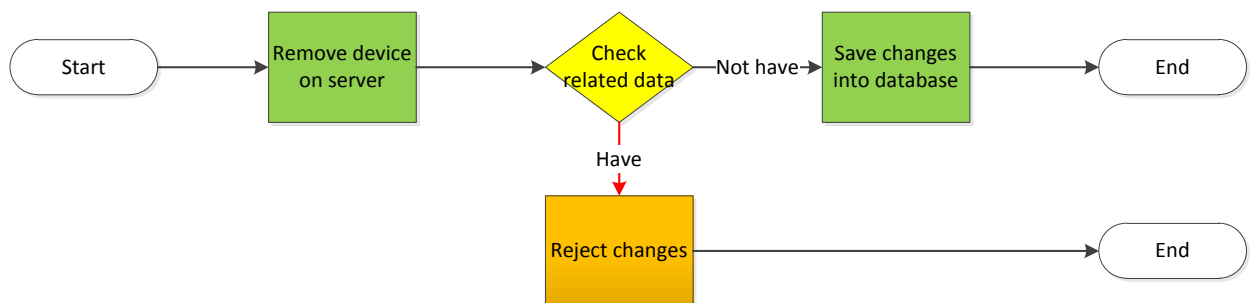 Start
Remove device
on server
Check
related data
Not have
Save changes
into database
End
Have
Reject changes
End